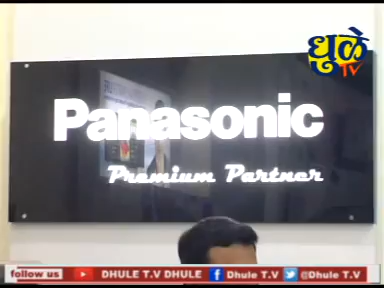 धुळे
TV
Panasonic
Premium Partner
follow us DHULE T.V DHULE f Dhule T.V @Dhule T.V